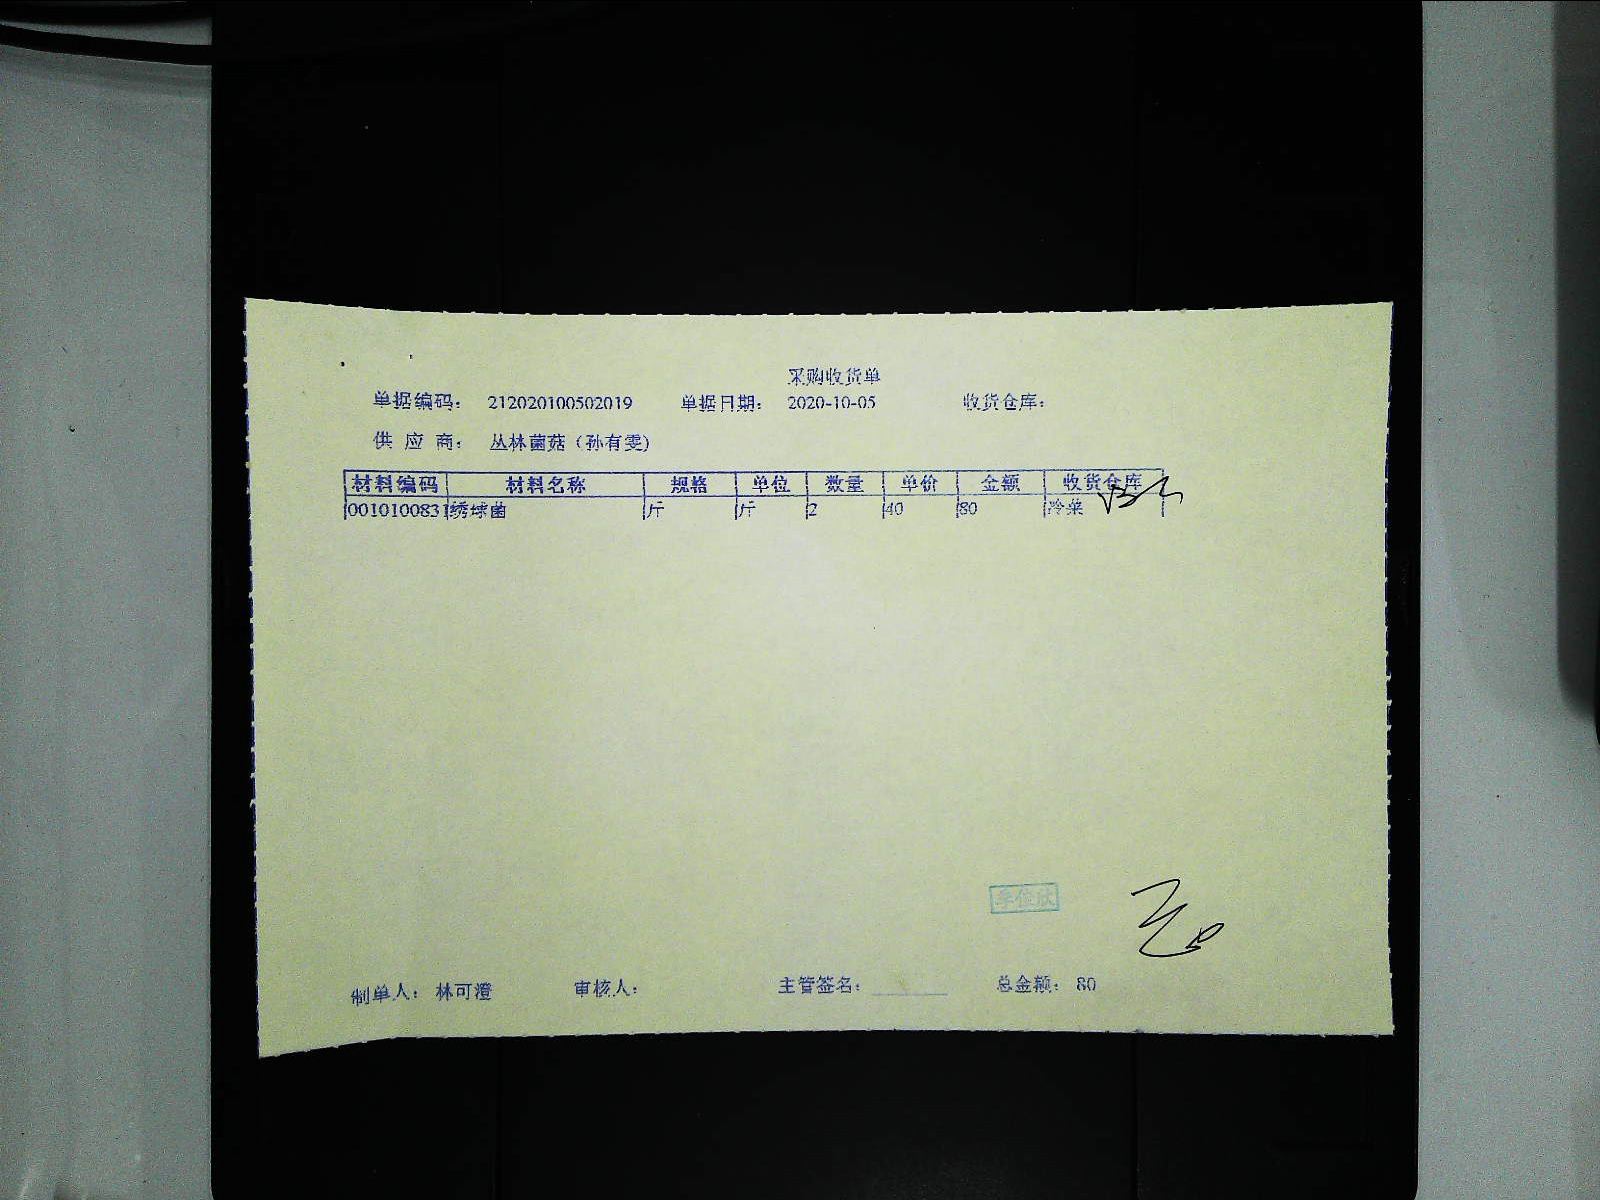 采购收货单
单据编码： 212020100502019 单据日期： 2020-10-05 收货仓库：
供 应 商： 丛林菌菇（孙有雯）
材料编码 材料名称 规格 单位 数量 单价 金额 收货仓库
0010100831 绣球菌 斤 斤 2 40 80 冷菜
制单人： 林可澄 审核人： 主管签名： 总金额： 80